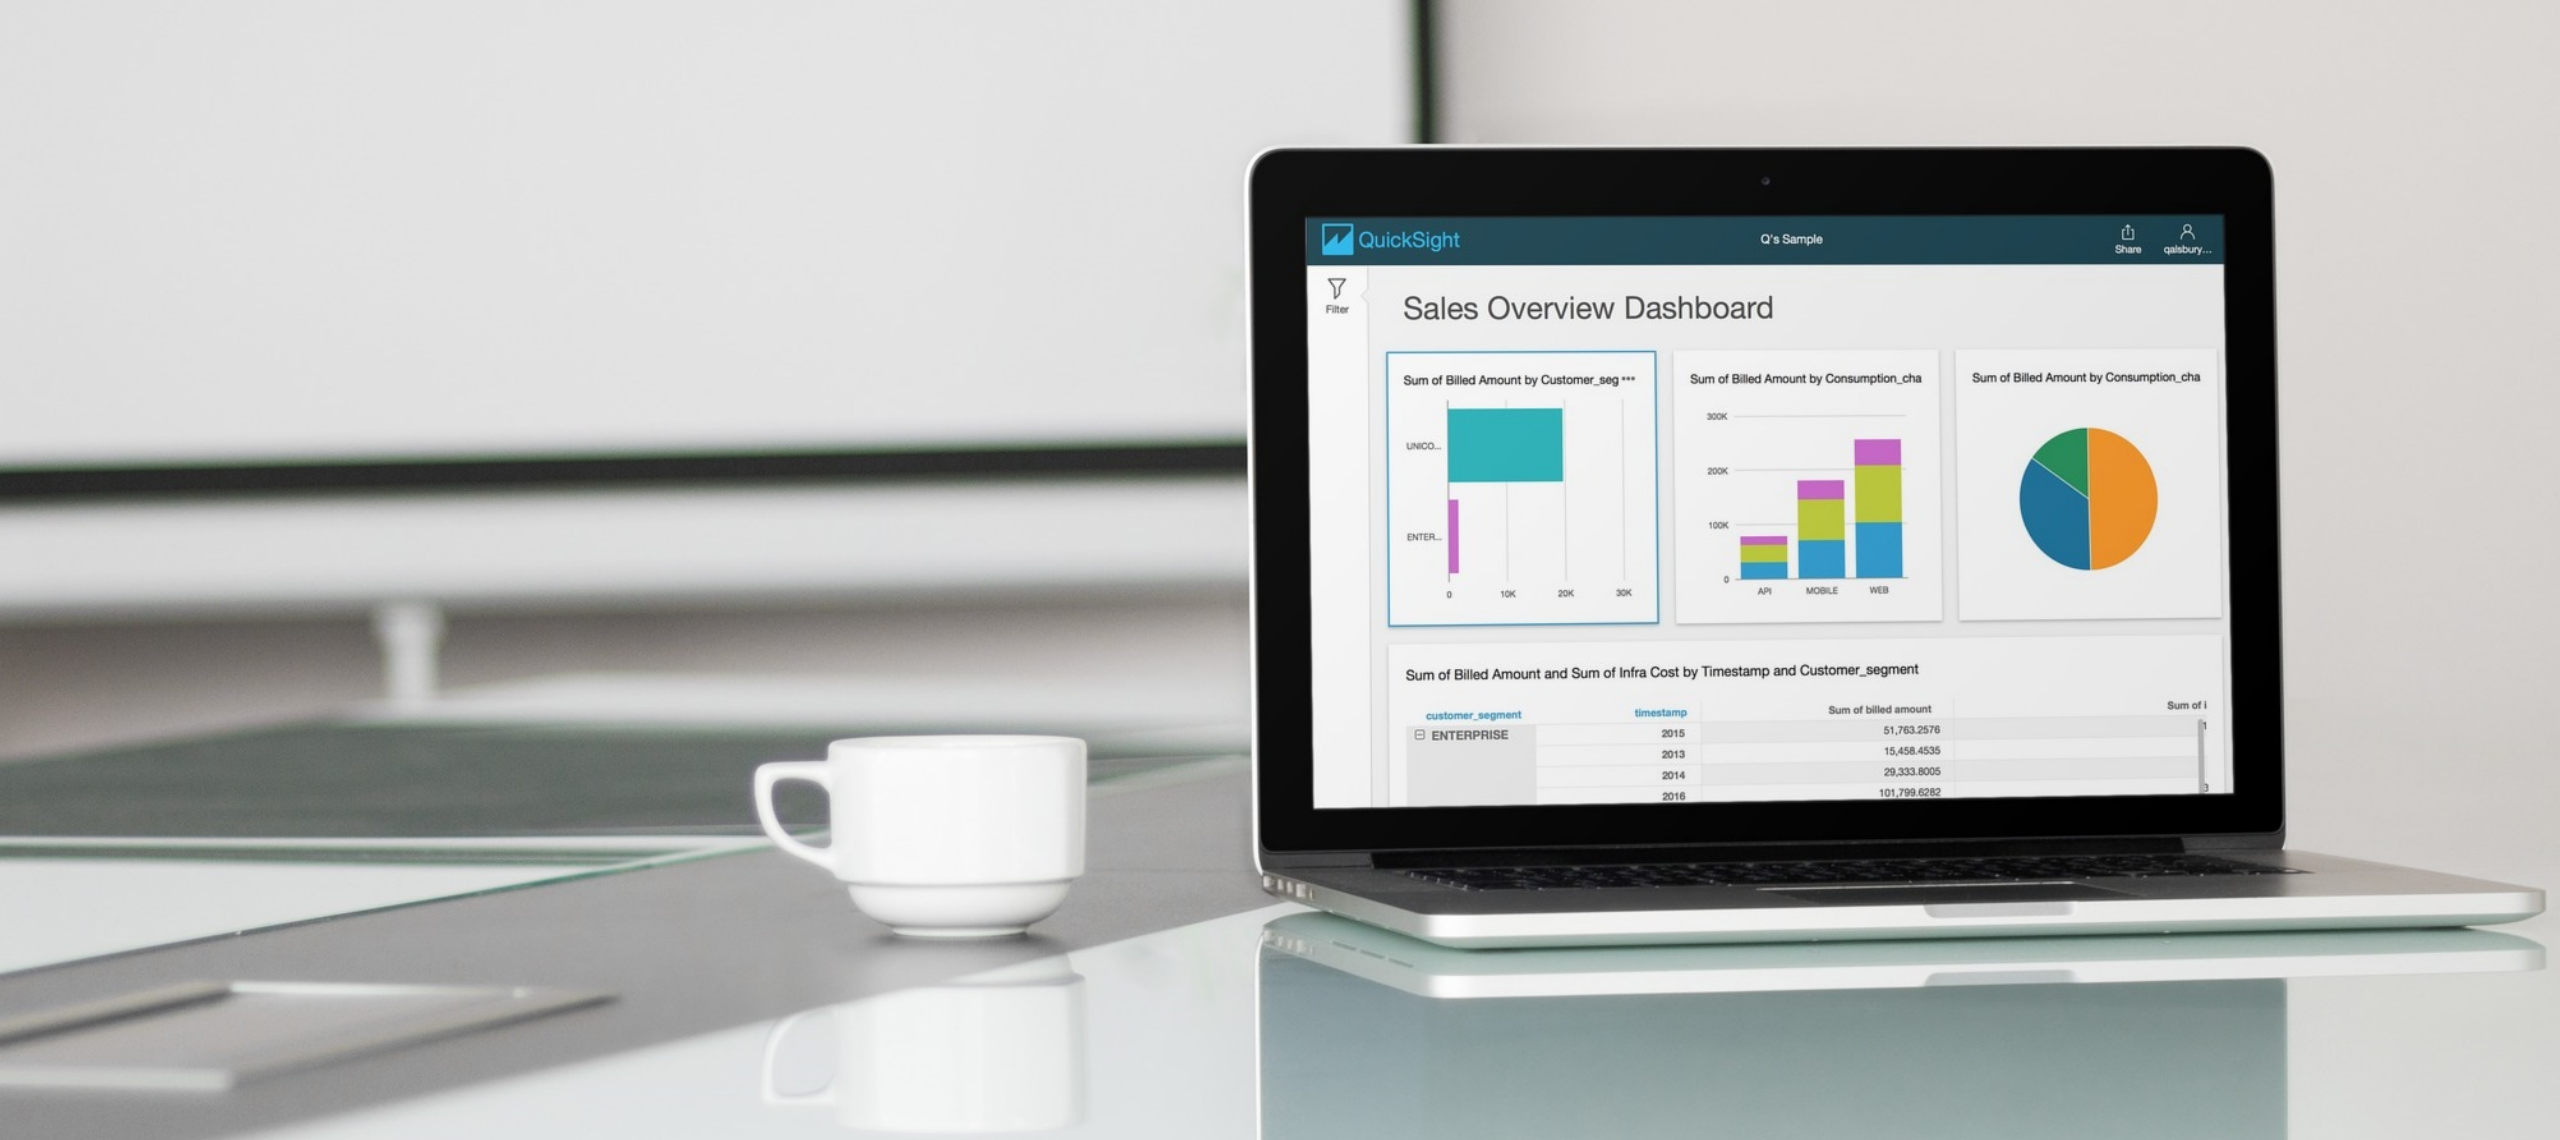 QuickSight
Q's Sample
Share
qalsbury...
Filter
Sales Overview Dashboard
Sum of Billed Amount by Customer_seg •••
UNICO...
ENTER...
0 10K 20K 30K
Sum of Billed Amount by Consumption_cha
300K
200K
100K
0
API MOBILE WEB
Sum of Billed Amount by Consumption_cha
Sum of Billed Amount and Sum of Infra Cost by Timestamp and Customer_segment
customer_segment timestamp Sum of billed amount Sum of i
ENTERPRISE 2015 51,763.2576 1
2013 15,458.4535
2014 29,333.8005
2016 101,799.6282 3